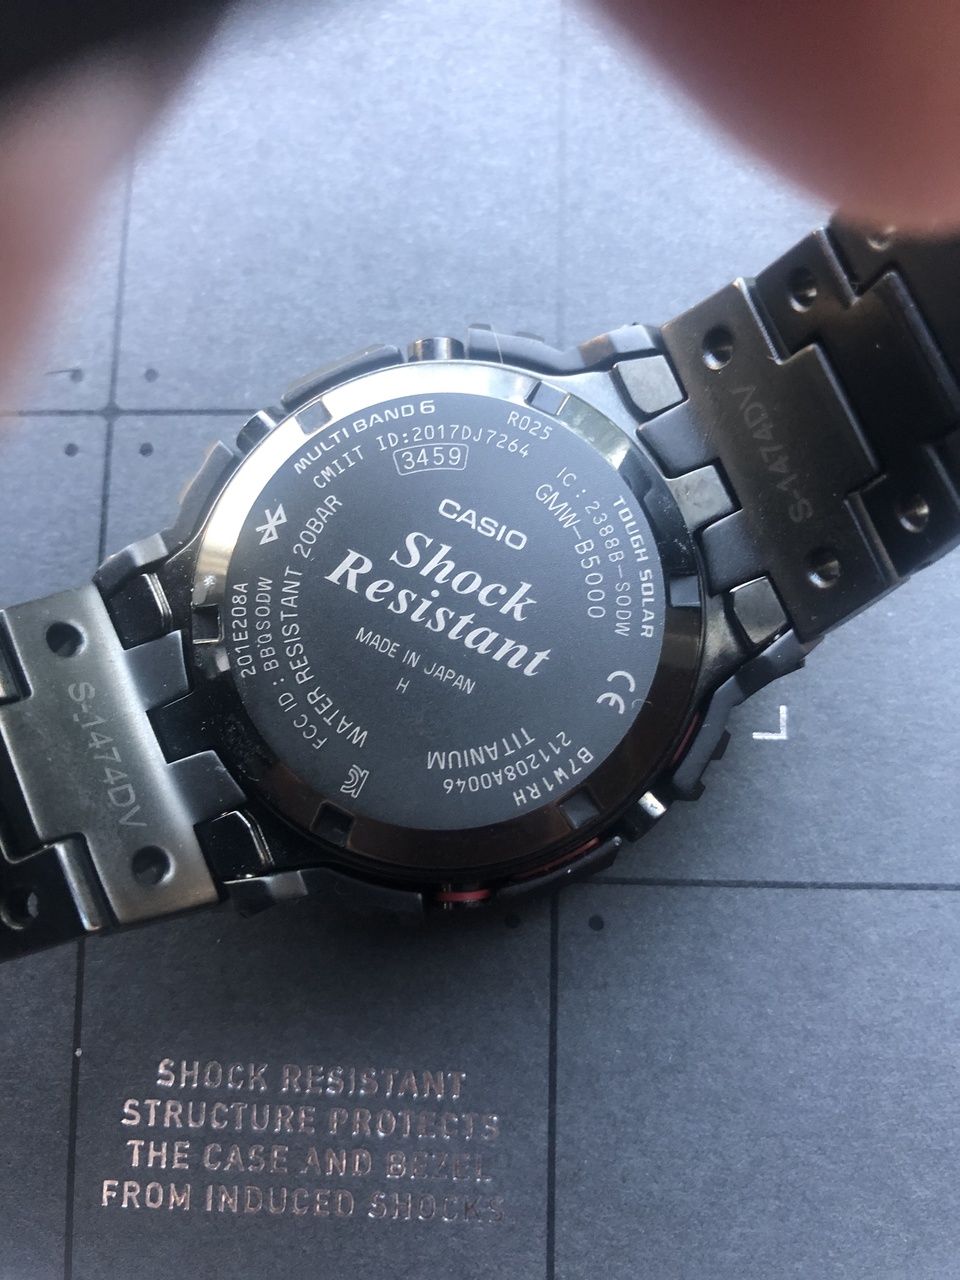 MULTI BAND 6
CMIIT ID:2017DJ7264
3459
R025
TOUGH SOLAR
IC: 2388B-SODW
GMW-B5000
CASIO
Shock
Resistant
MADE IN JAPAN
H
WATER RESISTANT 20BAR
FCC ID: BBQSODW
201E208A
CE
TITANIUM
211208A0046
B7W1RH
S-1474DV
S-1474DV
SHOCK RESISTANT
STRUCTURE PROTECTS
THE CASE AND BEZEL
FROM INDUCED SHOCKS.